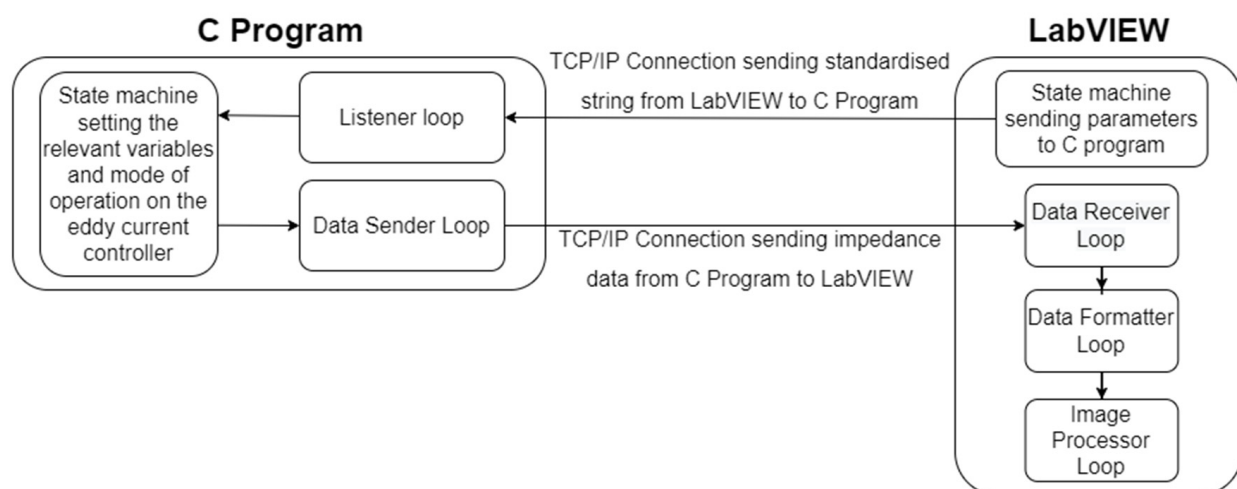 C Program
State machine
setting the
relevant variables
and mode of
operation on the
eddy current
controller
Listener loop
Data Sender Loop
TCP/IP Connection sending standardised
string from LabVIEW to C Program
TCP/IP Connection sending impedance
data from C Program to LabVIEW
LabVIEW
State machine
sending parameters
to C program
Data Receiver
Loop
Data Formatter
Loop
Image
Processor
Loop